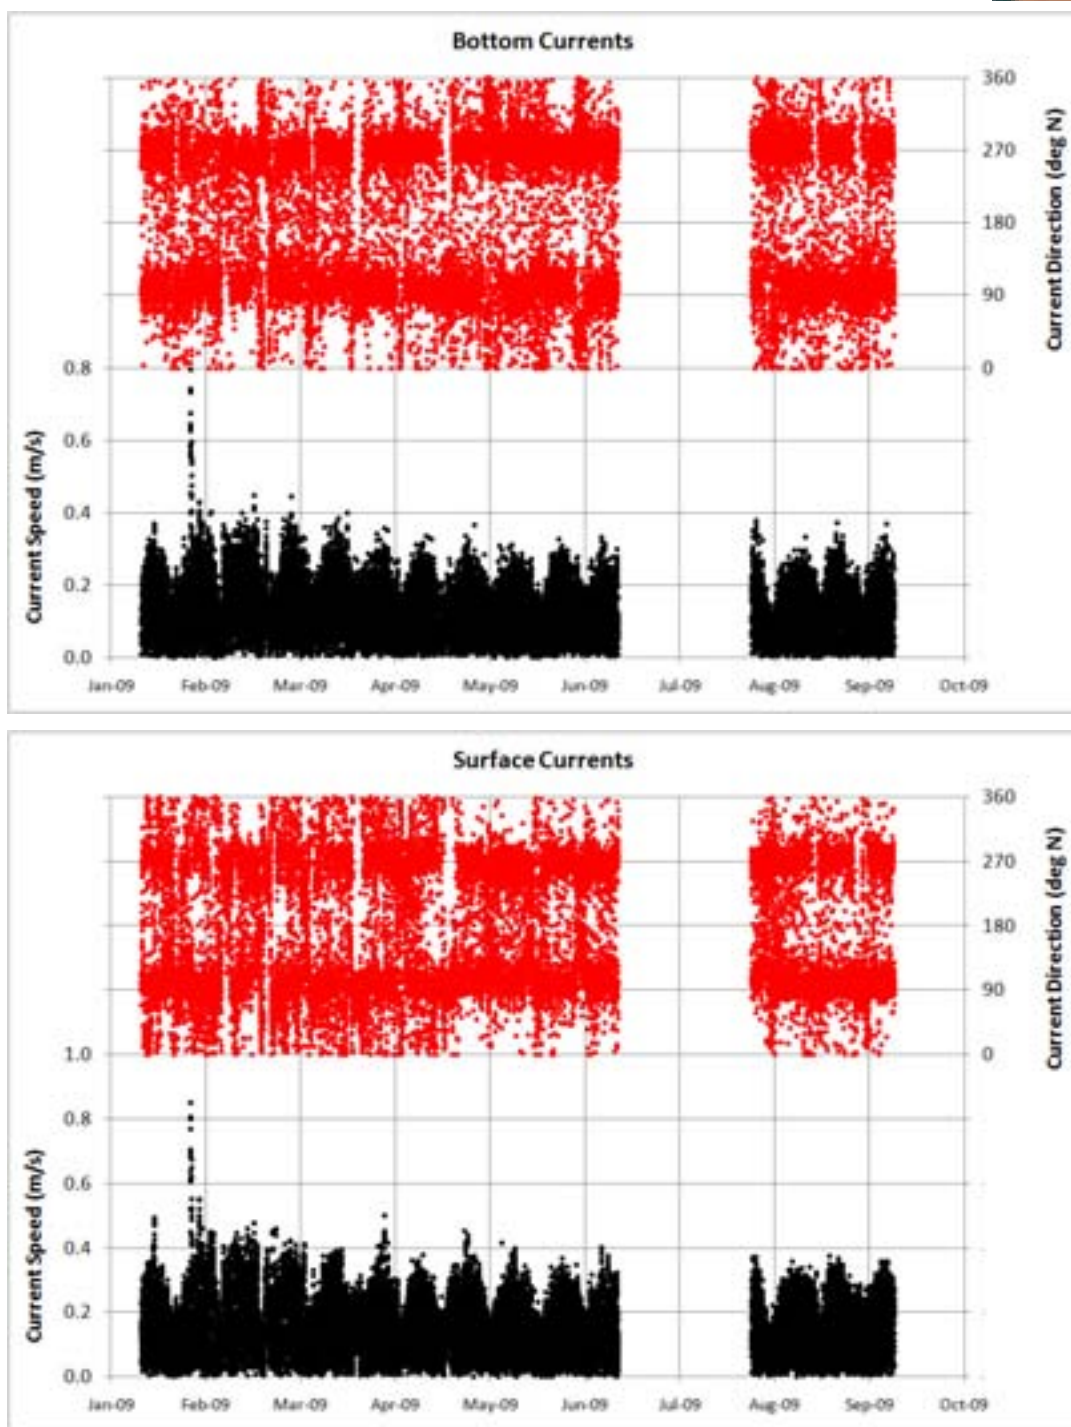 Bottom Currents
360
270
180
90
0
Current Direction (deg N)
0.8
0.6
0.4
0.2
0.0
Current Speed (m/s)
Jan-09 Feb-09 Mar-09 Apr-09 May-09 Jun-09 Jul-09 Aug-09 Sep-09 Oct-09
Surface Currents
360
270
180
90
0
Current Direction (deg N)
1.0
0.8
0.6
0.4
0.2
0.0
Current Speed (m/s)
Jan-09 Feb-09 Mar-09 Apr-09 May-09 Jun-09 Jul-09 Aug-09 Sep-09 Oct-09